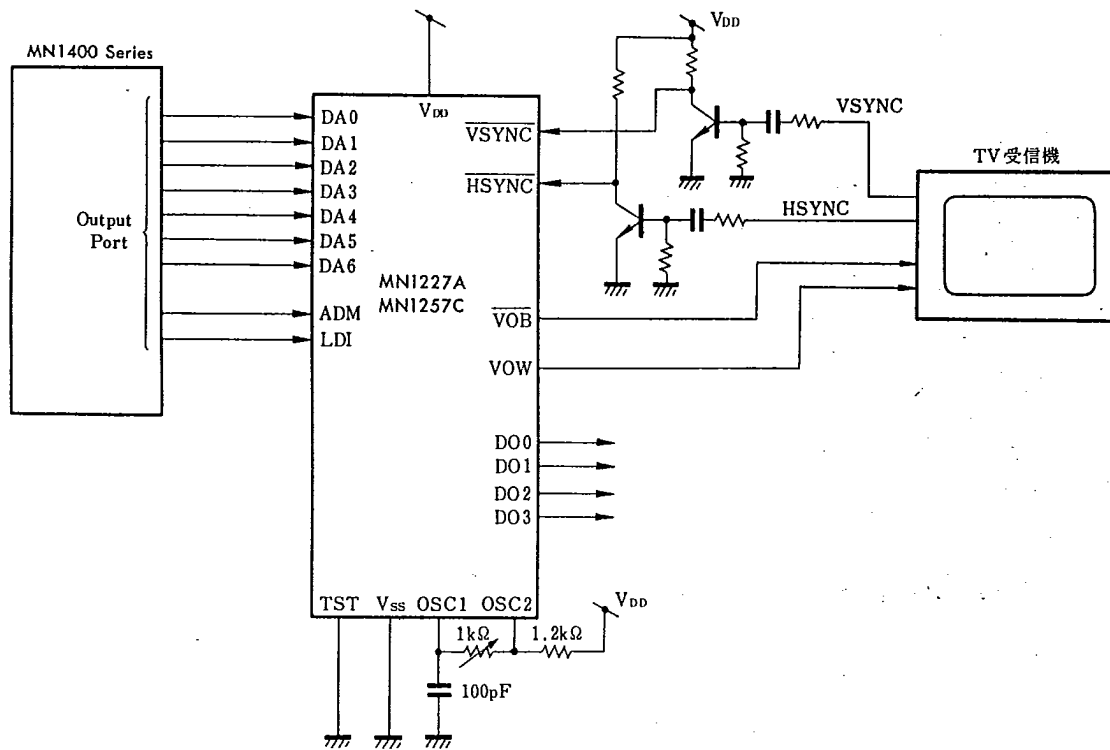 MN1400 Series
Output
Port
DA0
DA1
DA2
DA3
DA4
DA5
DA6
ADM
LDI
VDD
MN1227A
MN1257C
VSYNC
HSYNC
VOB
VOW
DO0
DO1
DO2
DO3
TST
VSS
OSC1
OSC2
VDD
VSYNC
HSYNC
TV受信機
1kΩ
1.2kΩ
VDD
100pF